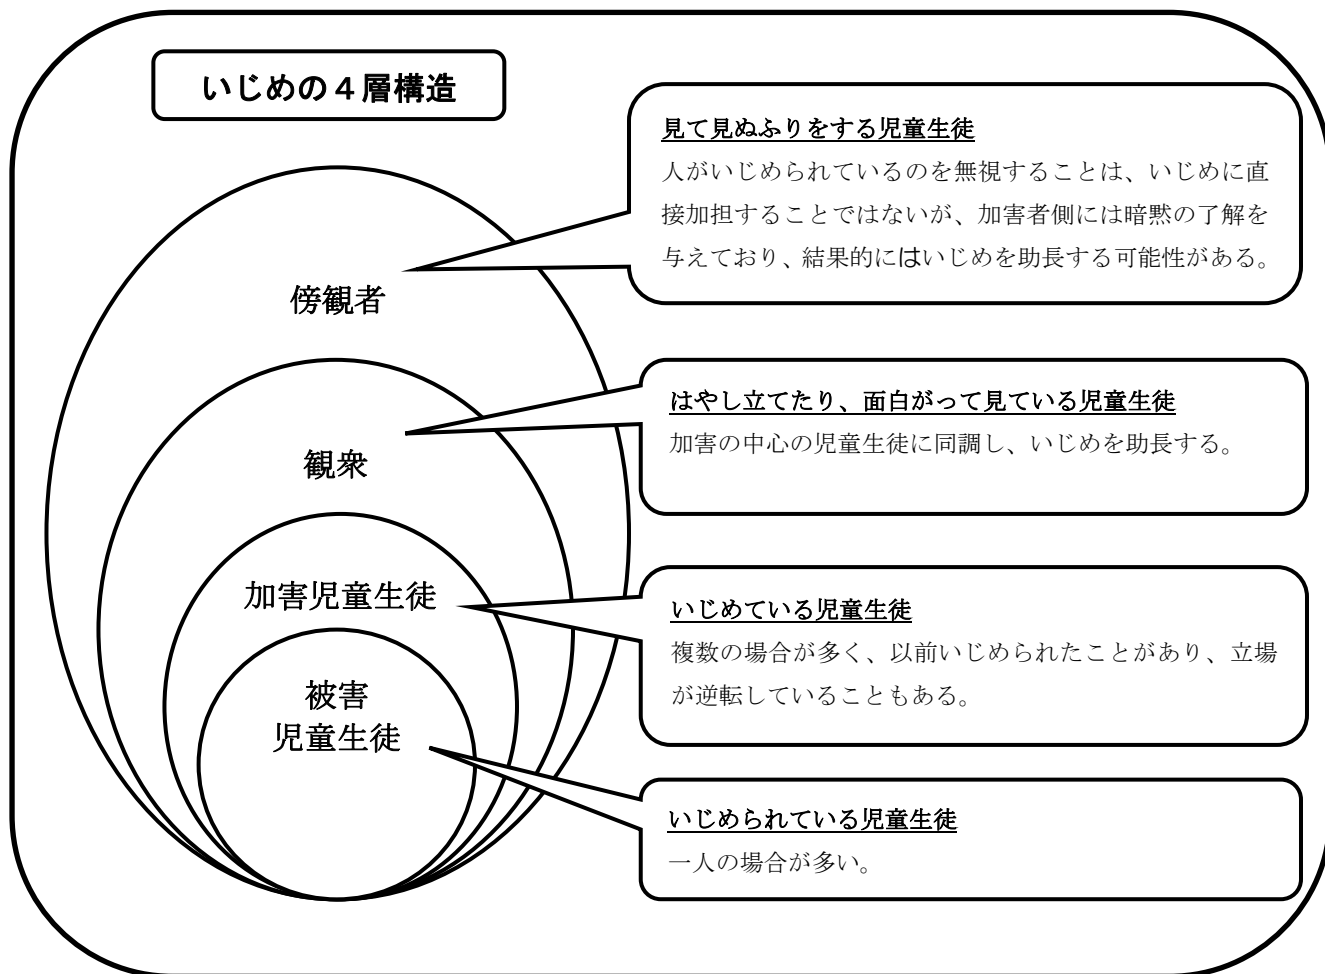 いじめの４層構造
見て見ぬふりをする児童生徒
人がいじめられているのを無視することは、いじめに直
接加担することではないが、加害者側には暗黙の了解を
与えており、結果的にはいじめを助長する可能性がある。
傍観者
はやし立てたり、面白がって見ている児童生徒
加害の中心の児童生徒に同調し、いじめを助長する。
観衆
いじめている児童生徒
複数の場合が多く、以前いじめられたことがあり、立場
が逆転していることもある。
加害児童生徒
被害
児童生徒
いじめられている児童生徒
一人の場合が多い。